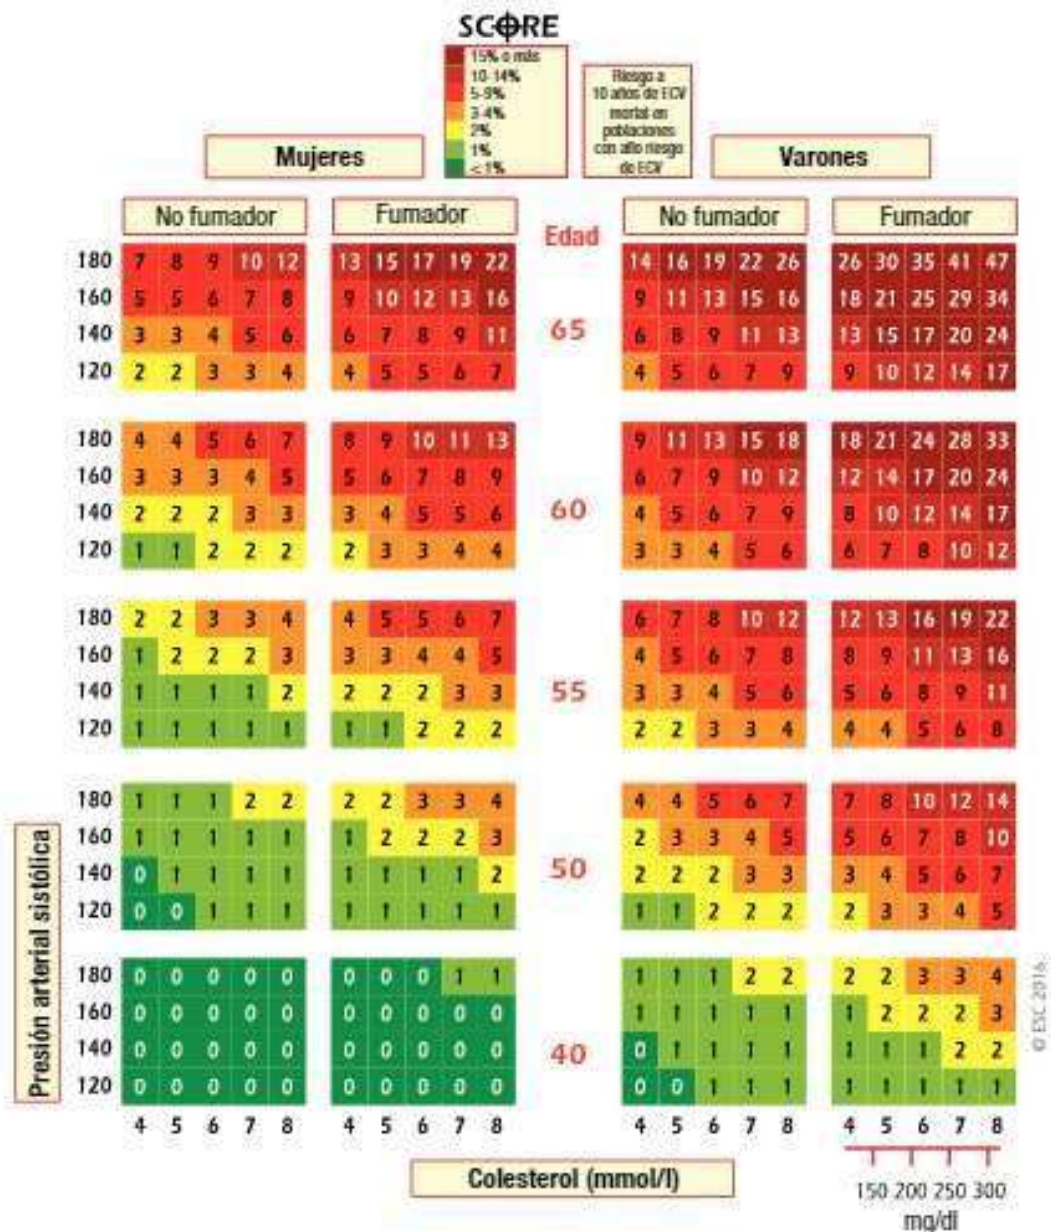 SCORE
15% o más
10-14%
5-9%
3-4%
2%
1%
< 1%
Riesgo a
10 años de ECV
mortal en
poblaciones
con alto riesgo
de ECV
Mujeres
Varones
No fumador
Fumador
Edad
No fumador
Fumador
180 7 8 9 10 12 13 15 17 19 22 14 16 19 22 26 26 30 35 41 47
160 5 5 6 7 8 9 10 12 13 16 9 11 13 15 16 18 21 25 29 34
65
140 3 3 4 5 6 6 7 8 9 11 6 8 9 11 13 13 15 17 20 24
120 2 2 3 3 4 4 5 5 6 7 4 5 6 7 9 9 10 12 14 17
180 4 4 5 6 7 8 9 10 11 13 9 11 13 15 18 18 21 24 28 33
160 3 3 3 4 5 5 6 7 8 9 6 7 9 10 12 12 14 17 20 24
60
140 2 2 2 3 3 3 4 5 5 6 4 5 6 7 9 8 10 12 14 17
120 1 1 2 2 2 2 3 3 4 4 3 3 4 5 6 6 7 8 10 12
180 2 2 3 3 4 4 5 5 6 7 6 7 8 10 12 12 13 16 19 22
160 1 2 2 2 3 3 3 4 4 5 4 5 6 7 8 8 9 11 13 16
55
140 1 1 1 1 2 2 2 2 3 3 3 3 4 5 6 5 6 8 9 11
120 1 1 1 1 1 1 1 2 2 2 2 2 3 3 4 4 4 5 6 8
180 1 1 1 2 2 2 2 3 3 4 4 4 5 6 7 7 8 10 12 14
160 1 1 1 1 1 1 2 2 2 3 2 3 3 4 5 5 6 7 8 10
50
140 0 1 1 1 1 1 1 1 1 2 2 2 2 3 3 3 4 5 6 7
120 0 0 1 1 1 1 1 1 1 1 1 1 2 2 2 2 3 3 4 5
180 0 0 0 0 0 0 0 0 1 1 1 1 1 2 2 2 2 3 3 4
160 0 0 0 0 0 0 0 0 0 0 1 1 1 1 1 1 2 2 2 3
40
140 0 0 0 0 0 0 0 0 0 0 0 1 1 1 1 1 1 1 2 2
120 0 0 0 0 0 0 0 0 0 0 0 0 1 1 1 1 1 1 1 1
4 5 6 7 8 4 5 6 7 8 4 5 6 7 8 4 5 6 7 8
Presión arterial sistólica
Colesterol (mmol/l)
150 200 250 300
mg/dl
© ESC 2016.